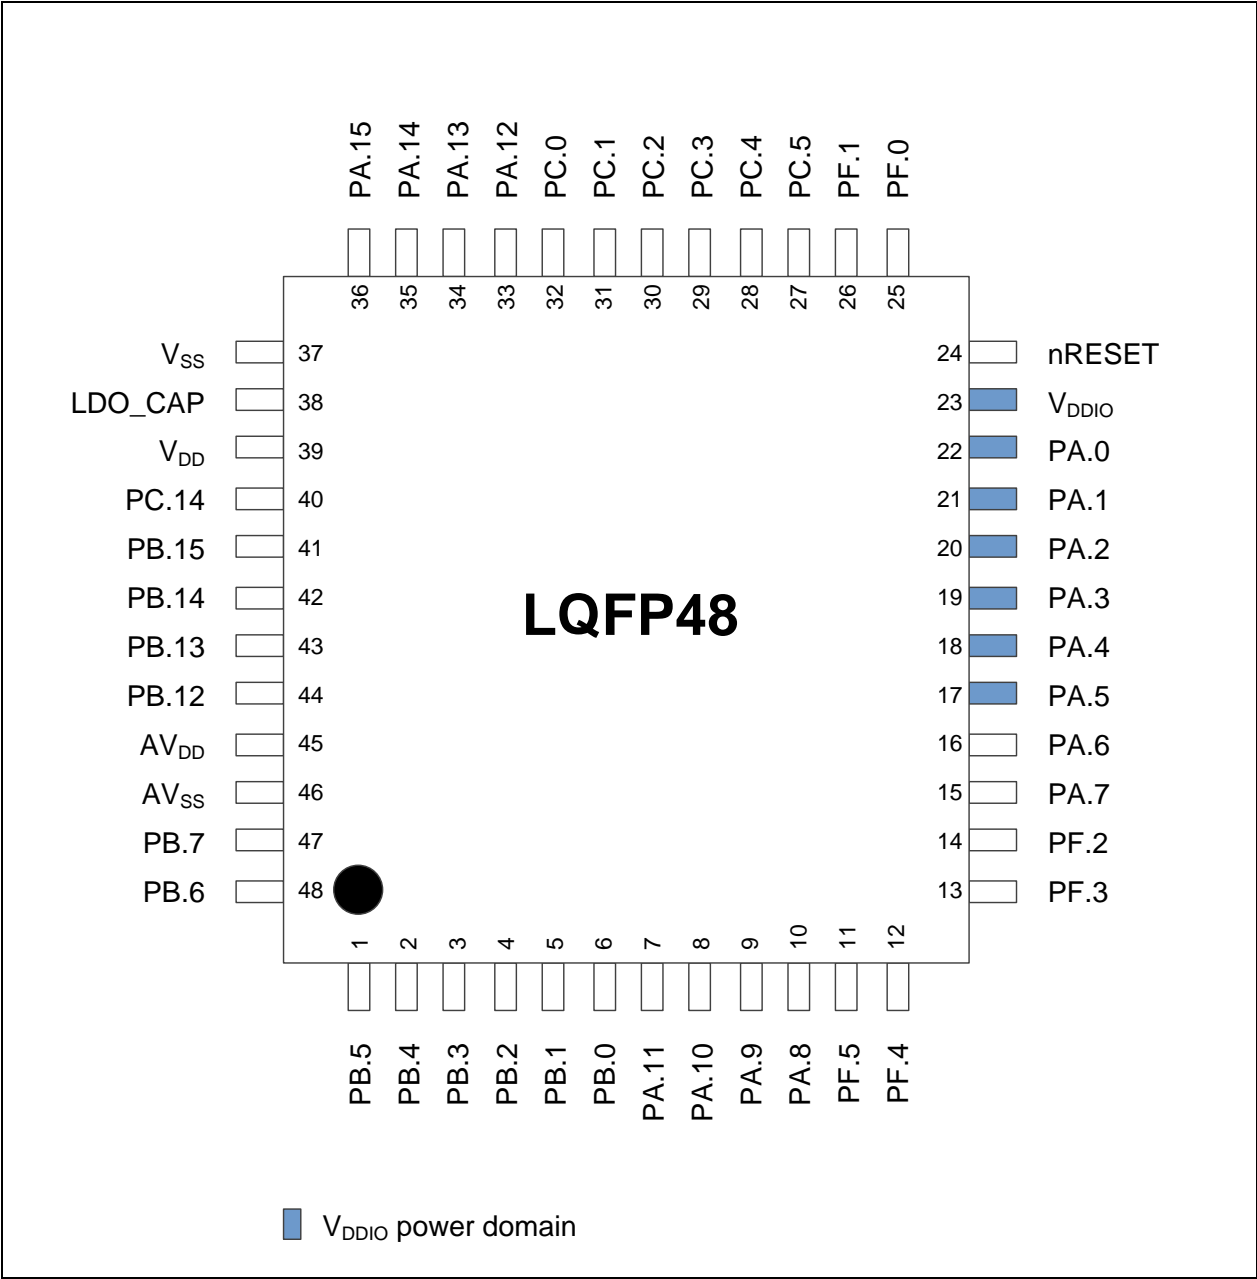 PA.15
PA.14
PA.13
PA.12
PC.0
PC.1
PC.2
PC.3
PC.4
PC.5
PF.1
PF.0
36
35
34
33
32
31
30
29
28
27
26
25
VSS 37
LDO_CAP 38
VDD 39
PC.14 40
PB.15 41
PB.14 42
PB.13 43
PB.12 44
AVDD 45
AVSS 46
PB.7 47
PB.6 48
LQFP48
24 nRESET
23 VDDIO
22 PA.0
21 PA.1
20 PA.2
19 PA.3
18 PA.4
17 PA.5
16 PA.6
15 PA.7
14 PF.2
13 PF.3
1
2
3
4
5
6
7
8
9
10
11
12
PB.5
PB.4
PB.3
PB.2
PB.1
PB.0
PA.11
PA.10
PA.9
PA.8
PF.5
PF.4
VDDIO power domain